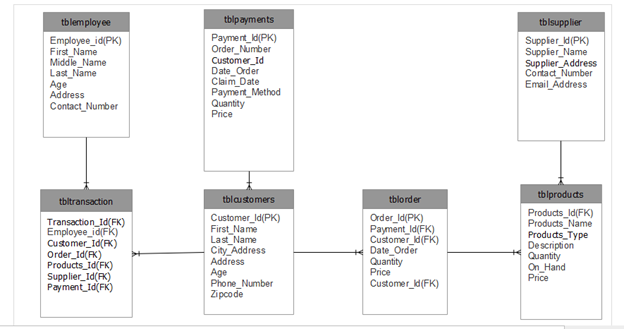 tblemployee
Employee_id(PK)
First_Name
Middle_Name
Last_Name
Age
Address
Contact_Number
tblpayments
Payment_Id(PK)
Order_Number
Customer_Id
Date_Order
Claim_Date
Payment_Method
Quantity
Price
tblsupplier
Supplier_Id(PK)
Supplier_Name
Supplier_Address
Contact_Number
Email_Address
tbltransaction
Transaction_Id(FK)
Employee_id(FK)
Customer_Id(FK)
Order_Id(FK)
Products_Id(FK)
Supplier_Id(FK)
Payment_Id(FK)
tblcustomers
Customer_Id(PK)
First_Name
Last_Name
City_Address
Address
Age
Phone_Number
Zipcode
tblorder
Order_Id(PK)
Payment_Id(FK)
Customer_Id(FK)
Date_Order
Quantity
Price
Customer_Id(FK)
tblproducts
Products_Id(FK)
Products_Name
Products_Type
Description
Quantity
On_Hand
Price